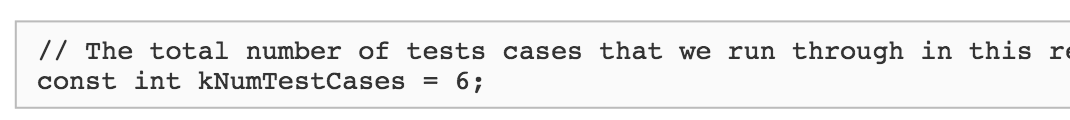 // The total number of tests cases that we run through in this
const int kNumTestCases = 6;